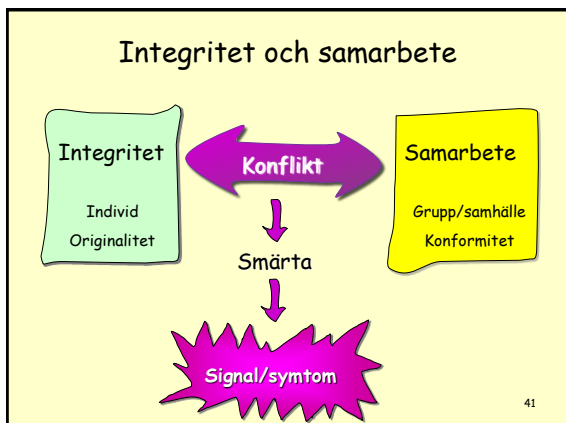 Integritet och samarbete
Integritet
Individ
Originalitet
Konflikt
Samarbete
Grupp/samhälle
Konformitet
Smärta
Signal/symtom
41